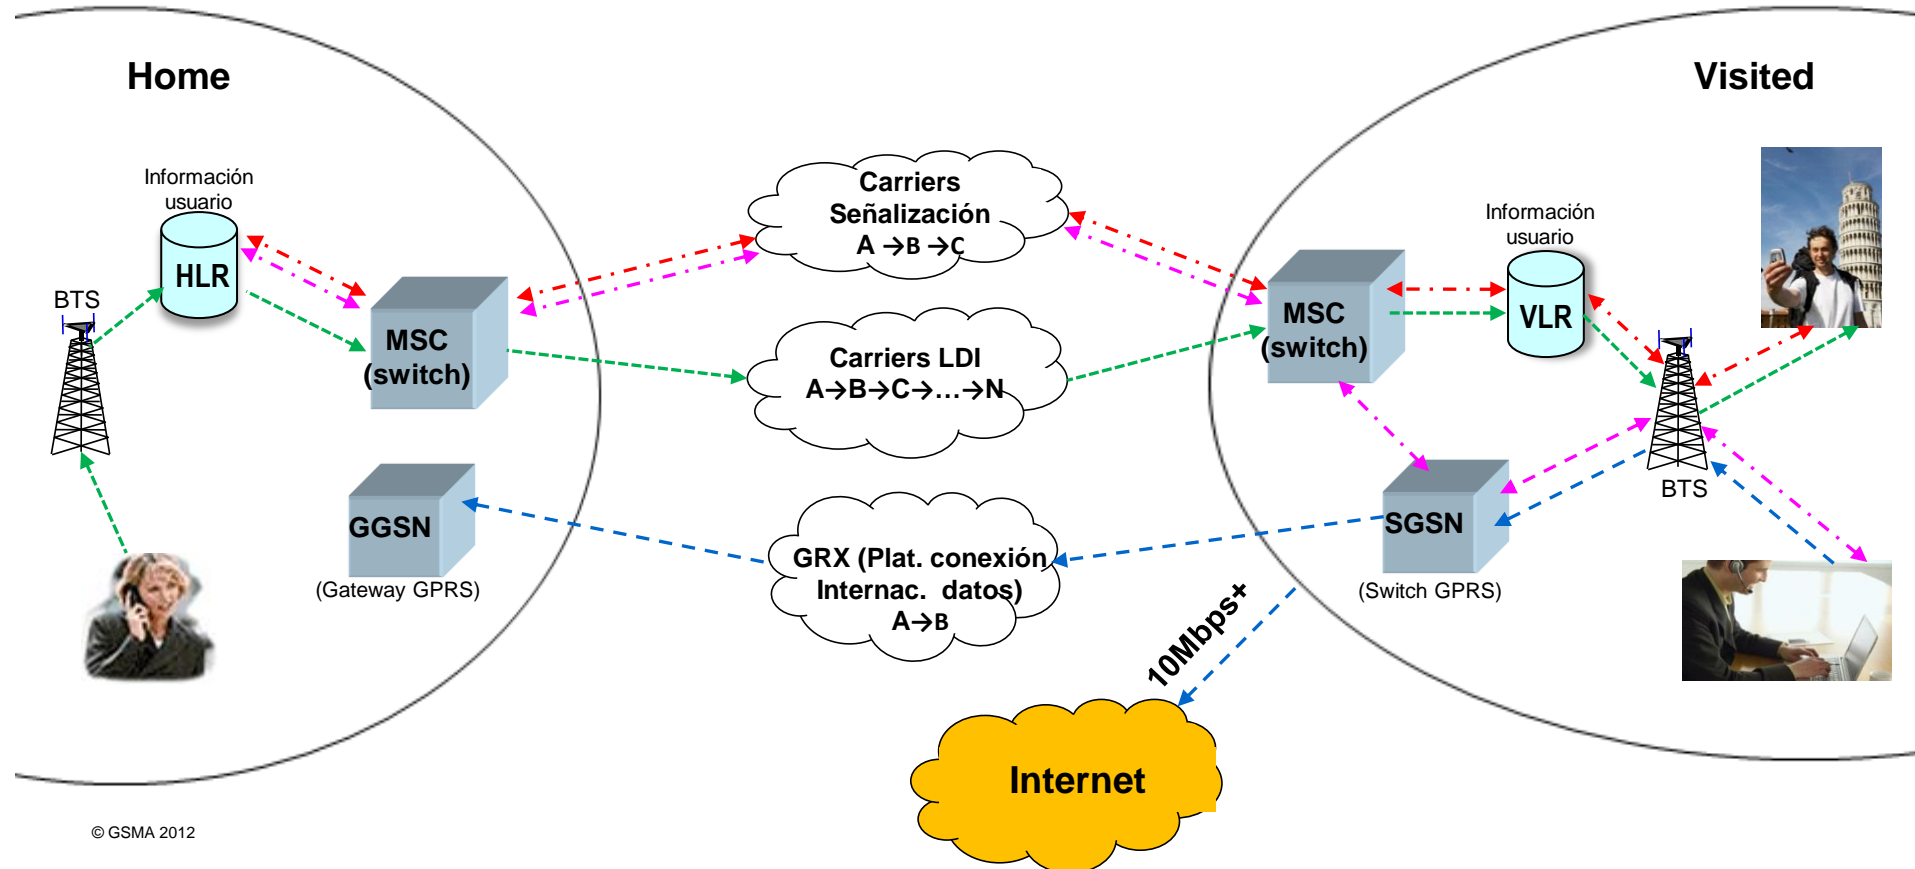 Home
Visited
Información
usuario
HLR
BTS
MSC
(switch)
GGSN
(Gateway GPRS)
Carriers
Señalización
A →B →C
Carriers LDI
A→B→C→…→N
GRX (Plat. conexión
Internac. datos)
A→B
10Mbps+
Internet
MSC
(switch)
Información
usuario
VLR
BTS
SGSN
(Switch GPRS)
© GSMA 2012